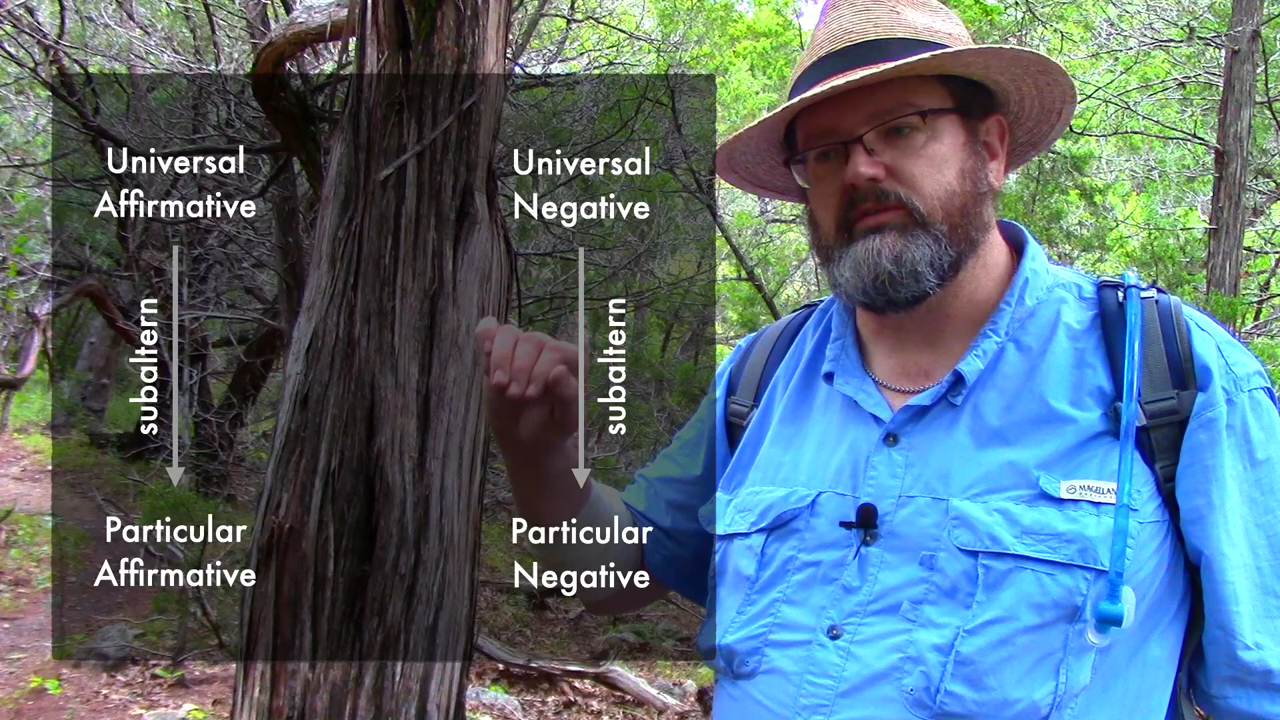 Universal
Affirmative
Universal
Negative
subaltern
subaltern
Particular
Affirmative
Particular
Negative
MAGELLAN